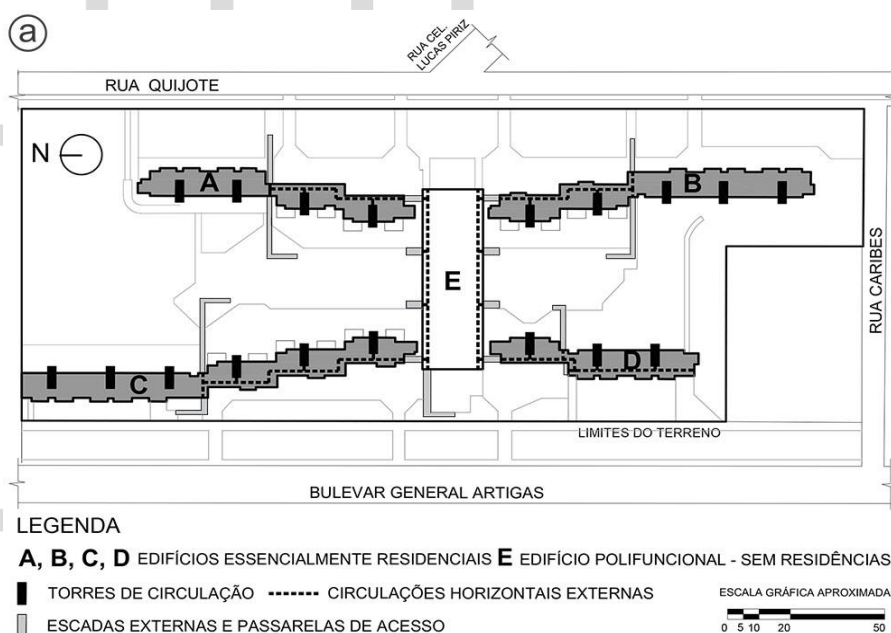 a
RUA CEL.
LUCAS PIRIZ
RUA QUIJOTE
N
A
B
E
RUA CARIBES
C
D
LIMITES DO TERRENO
BULEVAR GENERAL ARTIGAS
LEGENDA
A, B, C, D EDIFÍCIOS ESSENCIALMENTE RESIDENCIAIS E EDIFÍCIO POLIFUNCIONAL - SEM RESIDÊNCIAS
TORRES DE CIRCULAÇÃO CIRCULAÇÕES HORIZONTAIS EXTERNAS
ESCALA GRÁFICA APROXIMADA
ESCADAS EXTERNAS E PASSARELAS DE ACESSO
0 5 10 20 50